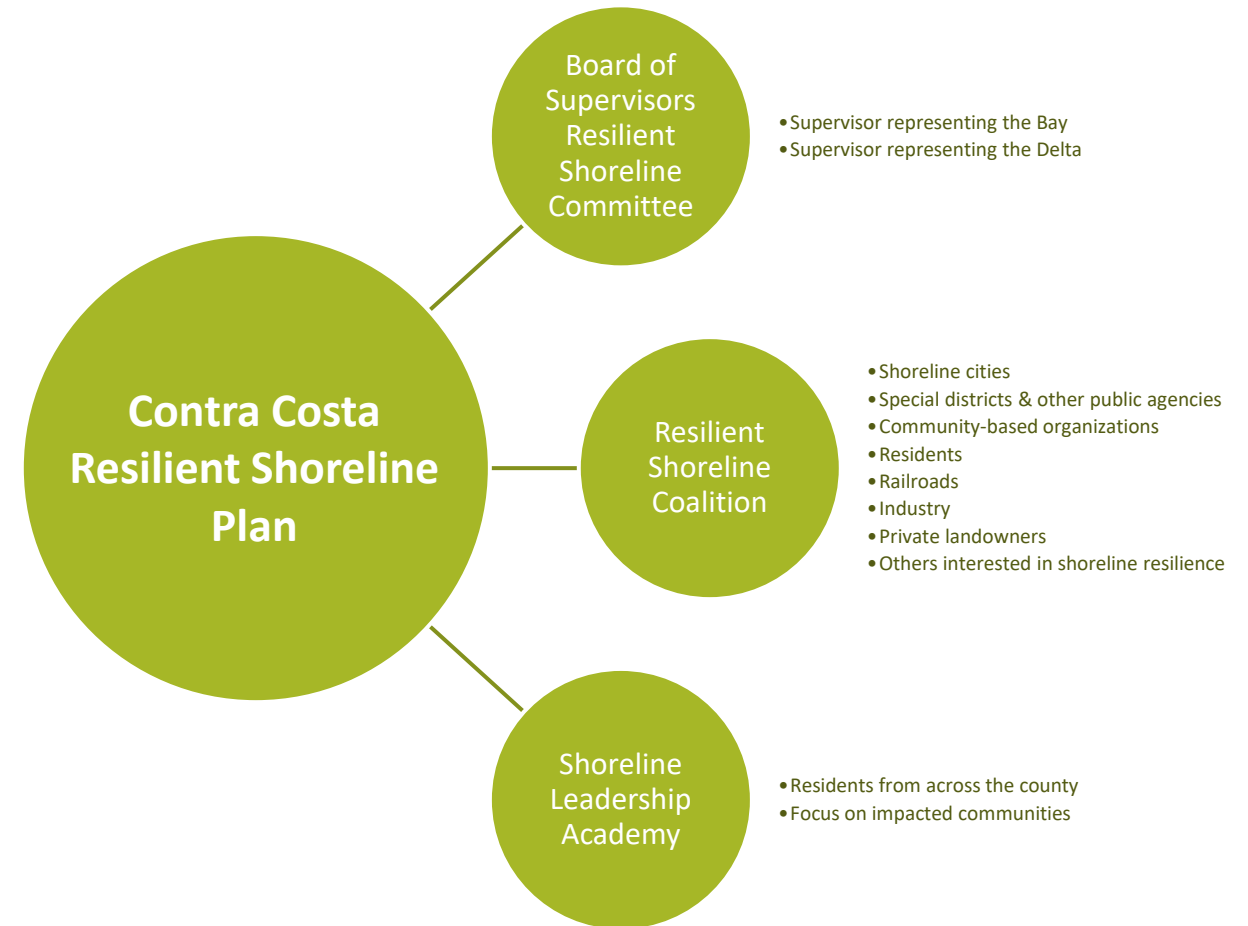 Board of
Supervisors
Resilient
Shoreline
Committee
•Supervisor representing the Bay
•Supervisor representing the Delta
Contra Costa
Resilient Shoreline
Plan
Resilient
Shoreline
Coalition
•Shoreline cities
•Special districts & other public agencies
•Community-based organizations
•Residents
•Railroads
•Industry
•Private landowners
•Others interested in shoreline resilience
Shoreline
Leadership
Academy
•Residents from across the county
•Focus on impacted communities